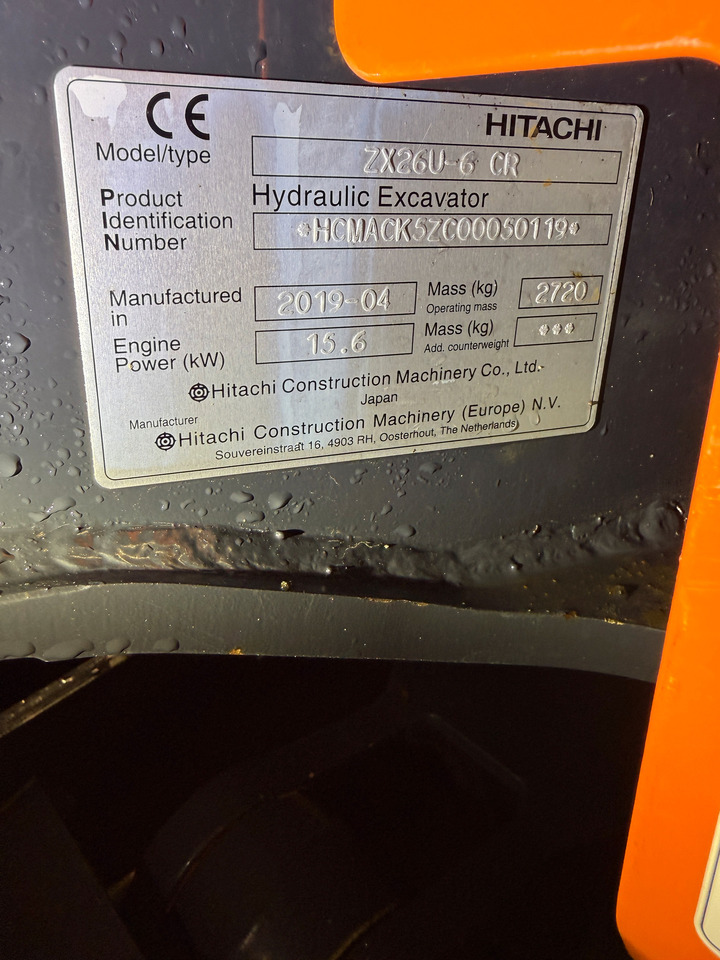 CE HITACHI
Model/type ZX26U-6 CR
Product Hydraulic Excavator
Identification
Number *HCMACK5ZC00050119*
Manufactured in 2019-04 Mass (kg) Operating mass 2720
Engine Power (kW) 15.6 Mass (kg) Add. counterweight ***
Hitachi Construction Machinery Co., Ltd.
Japan
Manufacturer
Hitachi Construction Machinery (Europe) N.V.
Souvereinstraat 16, 4903 RH, Oosterhout, The Netherlands